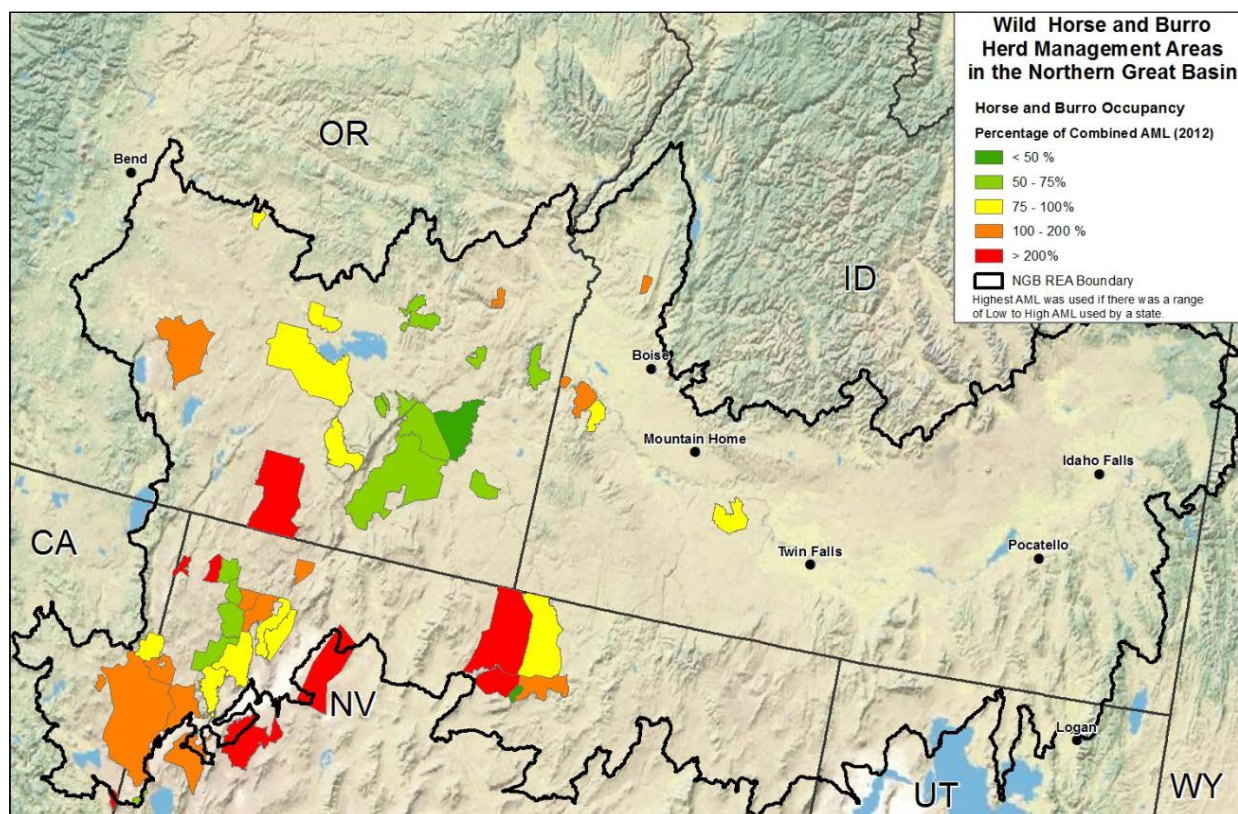 Wild Horse and Burro
Herd Management Areas
in the Northern Great Basin
Horse and Burro Occupancy
Percentage of Combined AML (2012)
< 50 %
50 - 75%
75 - 100%
100 - 200 %
> 200%
NGB REA Boundary
Highest AML was used if there was a range
of Low to High AML used by a state.
OR
Bend
ID
Boise
Mountain Home
Idaho Falls
CA
Twin Falls
Pocatello
NV
Logan
UT
WY